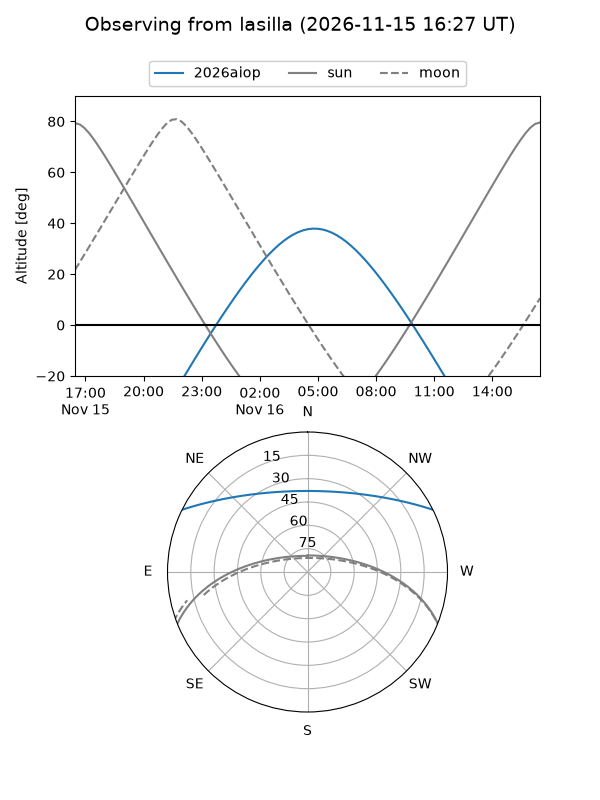 Observing from lasilla (2026-11-15 16:27 UT)
2026aiop sun moon
Altitude [deg]
80
60
40
20
0
−20
17:00 20:00 23:00 02:00 05:00 08:00 11:00 14:00
Nov 15 Nov 16
N
NE NW
15
30
45
60
75
E W
SE SW
S